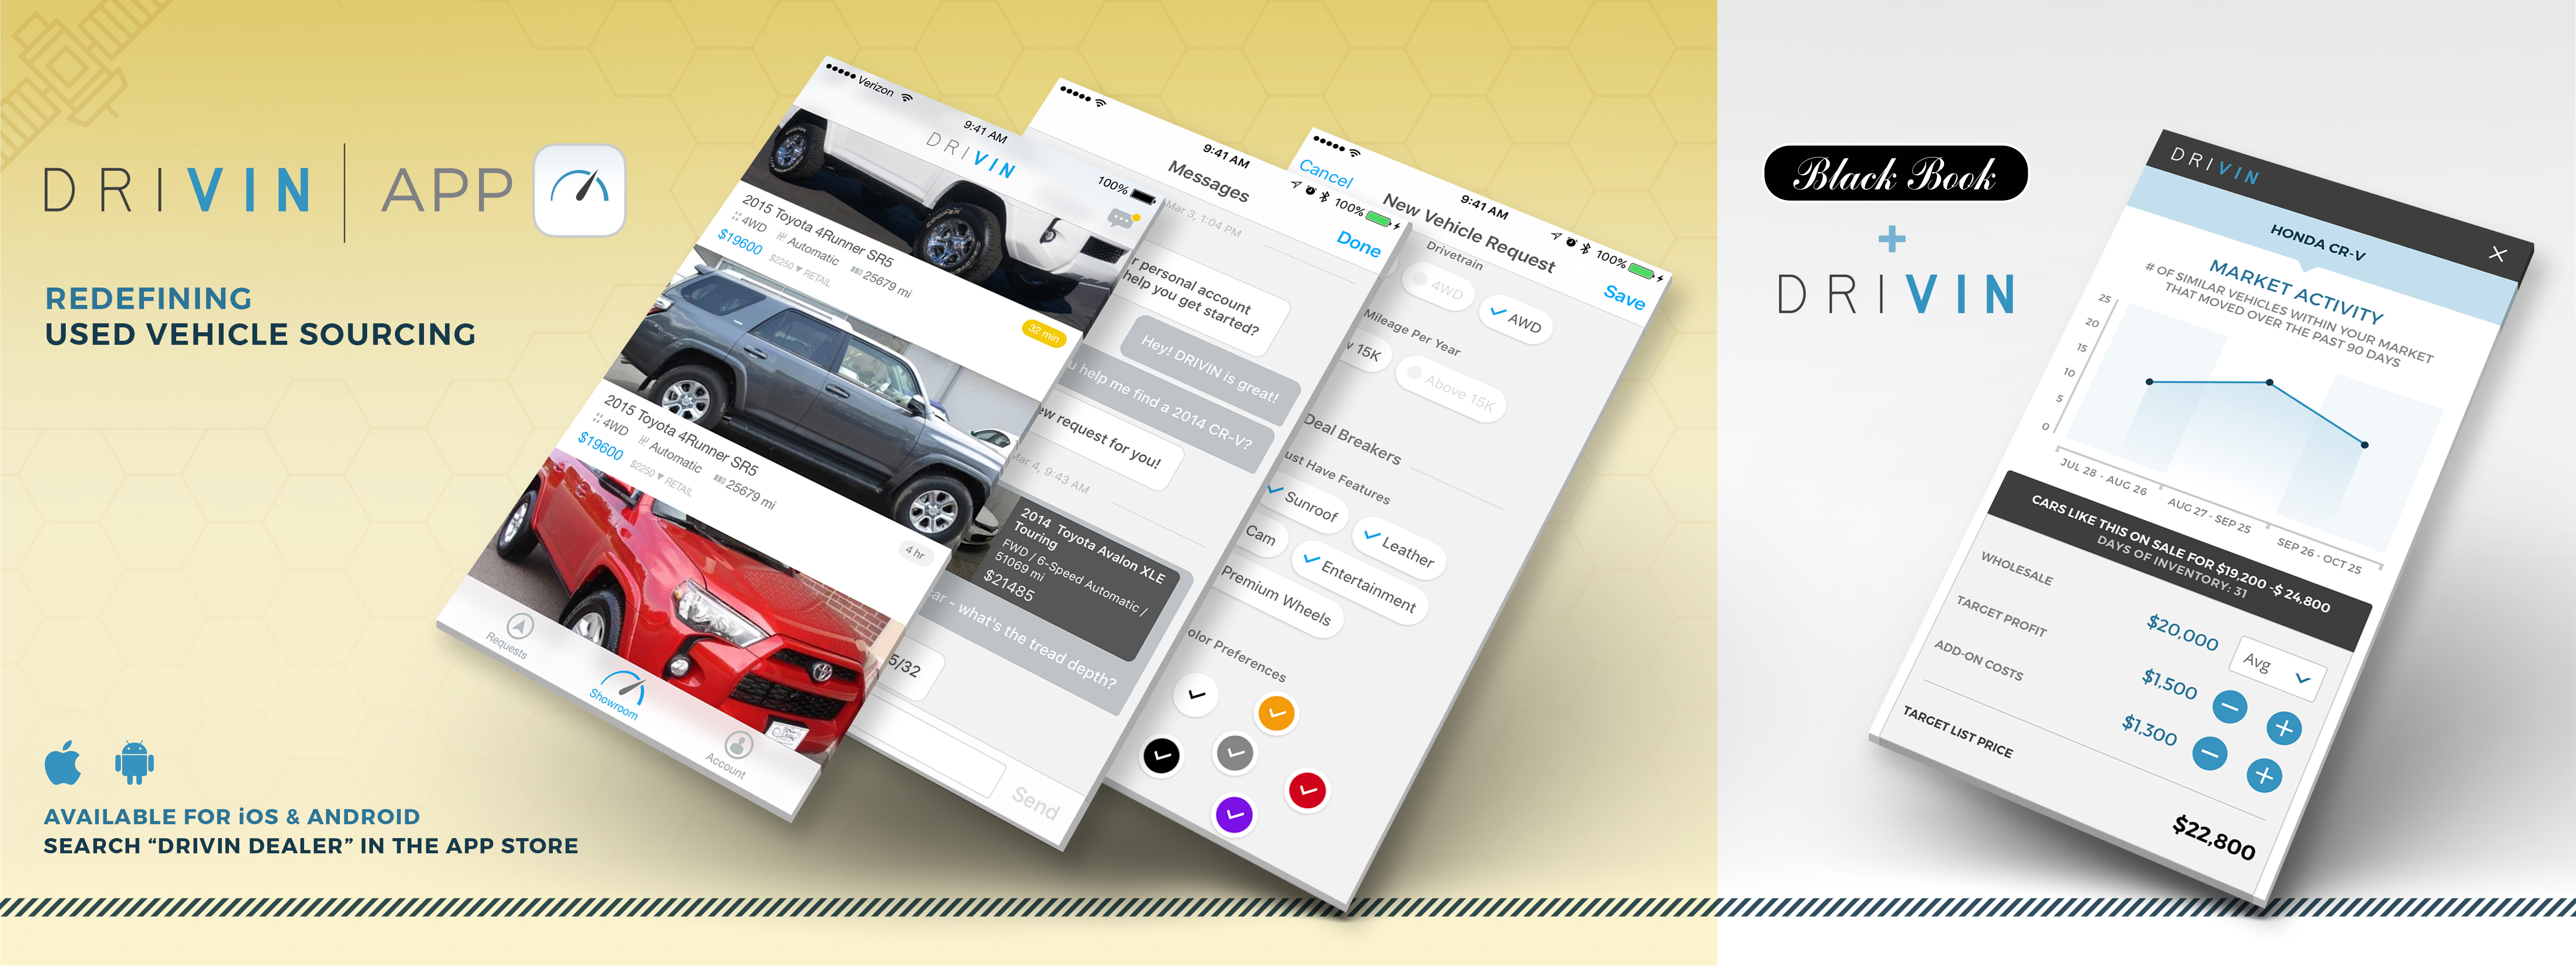 DRIVIN | APP
REDEFINING
USED VEHICLE SOURCING
AVAILABLE FOR iOS & ANDROID
SEARCH “DRIVIN DEALER” IN THE APP STORE
Verizon
9:41 AM
100%
DRIVIN
2015 Toyota 4Runner SR5
4WD Automatic 25679 mi
$19600 $2250 ▼ RETAIL
32 min
2015 Toyota 4Runner SR5
4WD Automatic 25679 mi
$19600 $2250 ▼ RETAIL
4 hr
Requests
Showroom
Account
9:41 AM
100%
Messages
Done
Mar 3, 1:04 PM
personal account
help you get started?
Hey! DRIVIN is great!
help me find a 2014 CR-V?
request for you!
Mar 4, 9:43 AM
2014 Toyota Avalon XLE
Touring
FWD / 6-Speed Automatic /
51069 mi
$21485
- what's the tread depth?
5/32
Send
9:41 AM
100%
Cancel
New Vehicle Request
Save
Drivetrain
4WD
AWD
Mileage Per Year
15K
Above 15K
Deal Breakers
Have Features
Sunroof
Leather
Cam
Entertainment
Premium Wheels
Preferences
Black Book
+
DRIVIN
DRIVIN
HONDA CR-V
MARKET ACTIVITY
# OF SIMILAR VEHICLES WITHIN YOUR MARKET
THAT MOVED OVER THE PAST 90 DAYS
25
20
15
10
5
0
JUL 28 - AUG 26
AUG 27 - SEP 25
SEP 26 - OCT 25
CARS LIKE THIS ON SALE FOR $19,200 -$ 24,800
DAYS OF INVENTORY: 31
WHOLESALE $20,000 Avg
TARGET PROFIT $1,500
ADD-ON COSTS $1,300
TARGET LIST PRICE $22,800